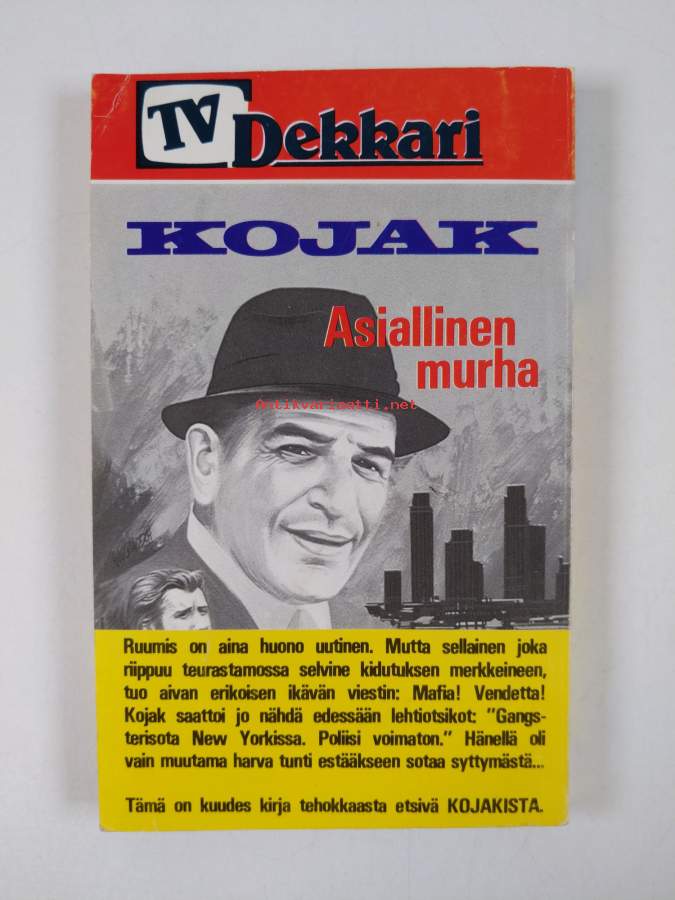 TV Dekkari
KOJAK
Asiallinen
murha
Antikvariaatti.net
Ruumis on aina huono uutinen. Mutta sellainen joka
riippuu teurastamossa selvine kidutuksen merkkeineen,
tuo aivan erikoisen ikävän viestin: Mafia! Vendetta!
Kojak saattoi jo nähdä edessään lehtiotsikot: ”Gangs-
terisota New Yorkissa. Poliisi voimaton.” Hänellä oli
vain muutama harva tunti estääkseen sotaa syttymästä...
Tämä on kuudes kirja tehokkaasta etsivä KOJAKISTA.